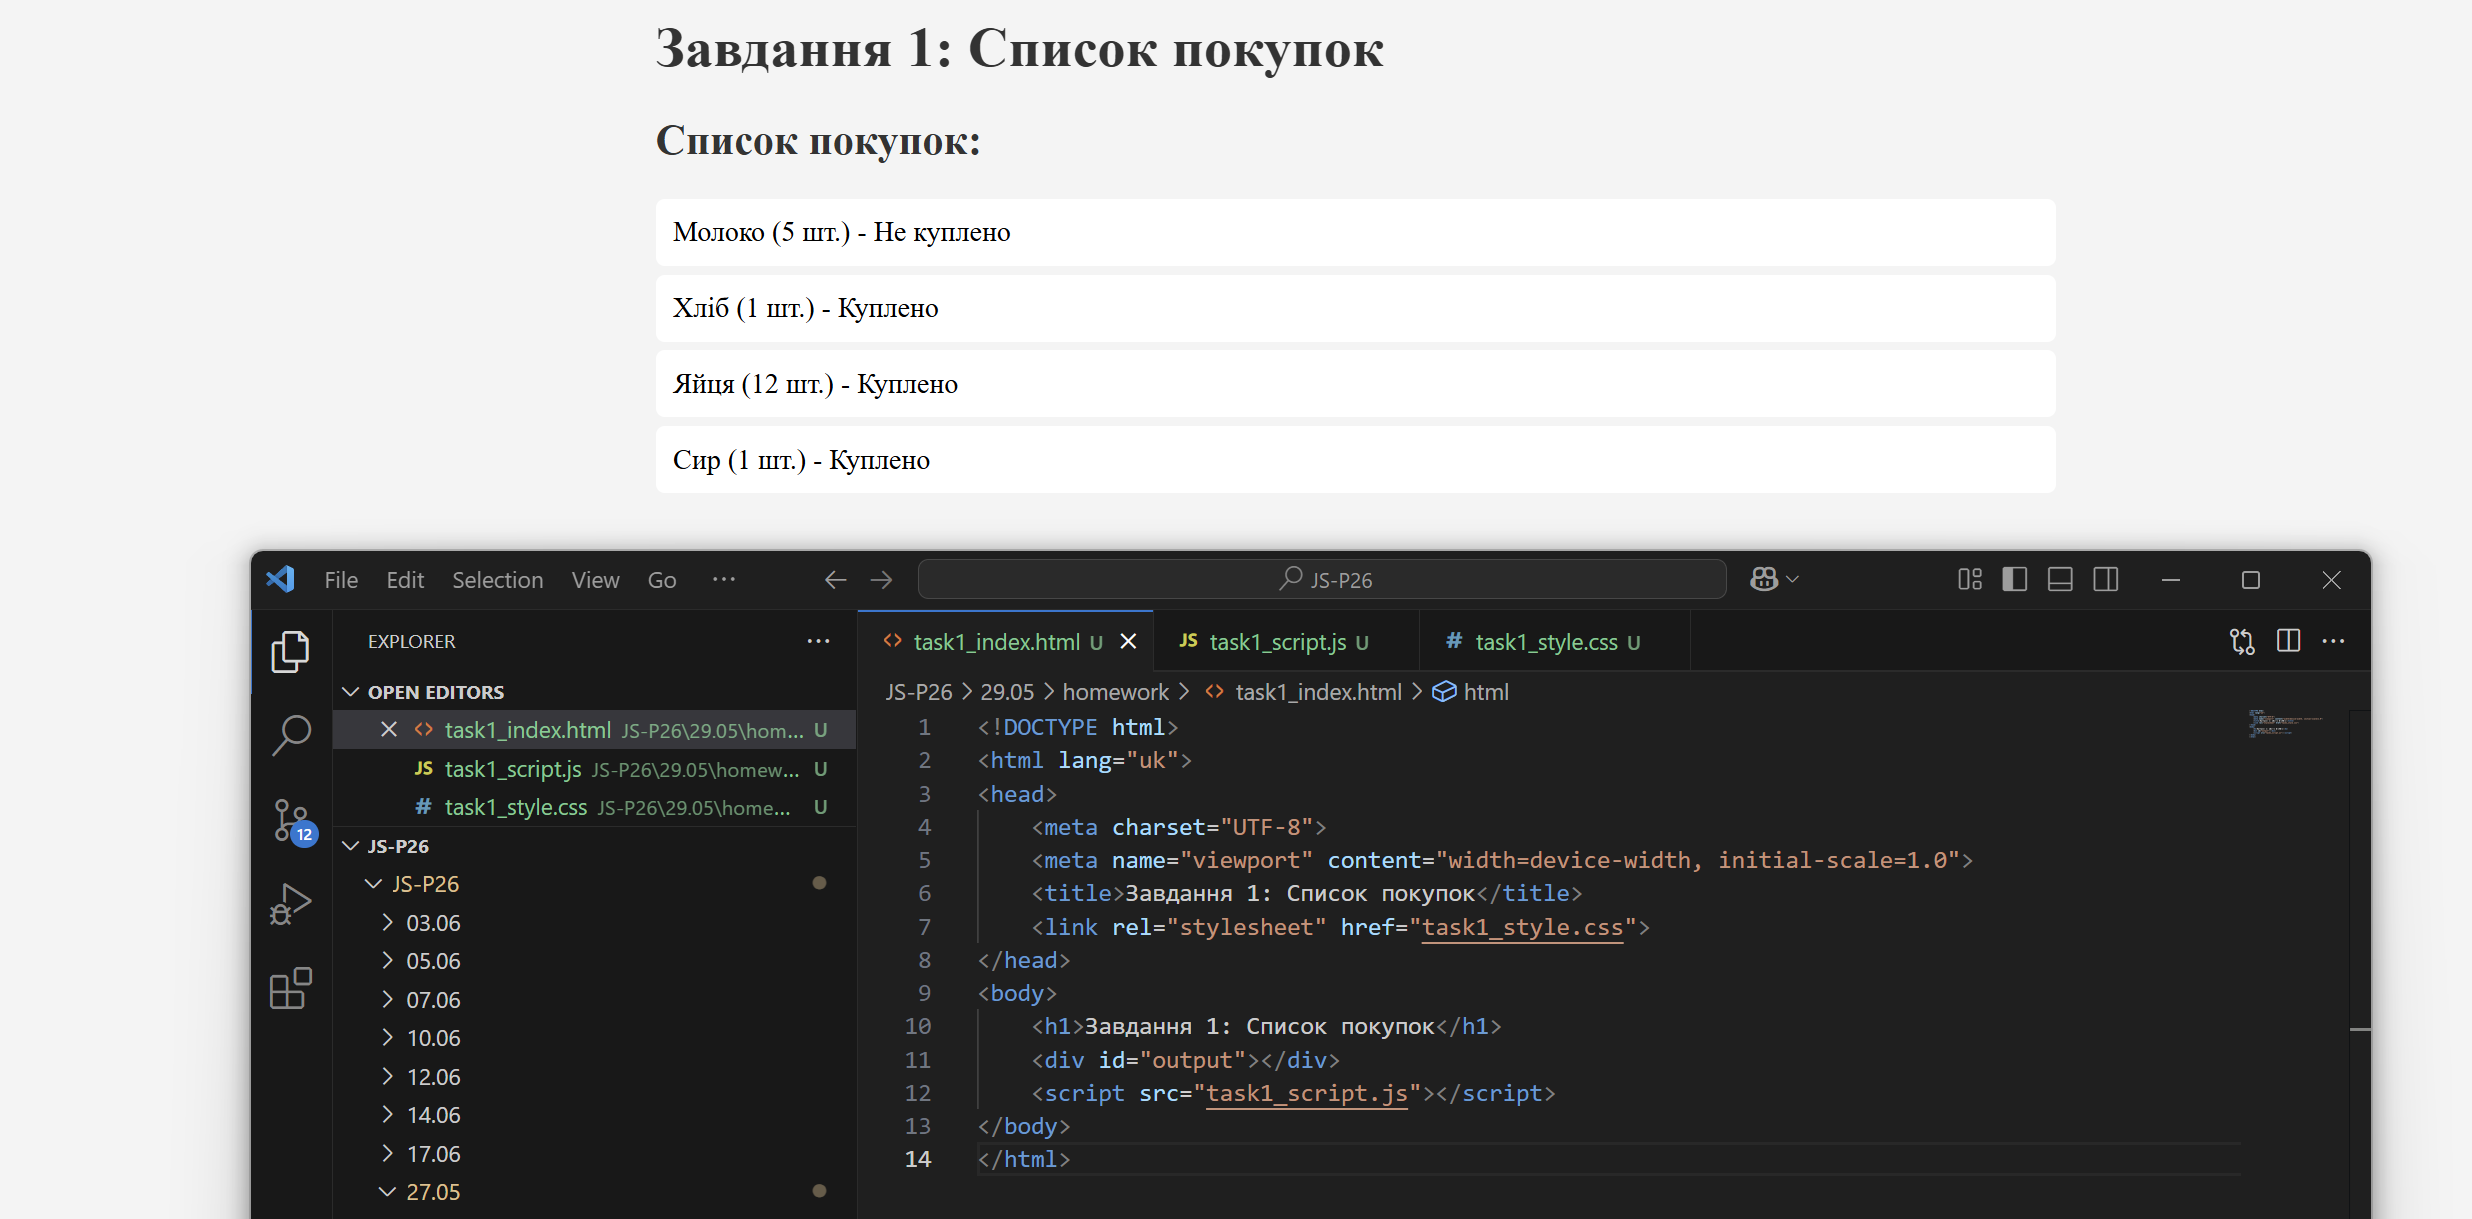 Завдання 1: Список покупок
Список покупок:
Молоко (5 шт.) - Не куплено
Хліб (1 шт.) - Куплено
Яйця (12 шт.) - Куплено
Сир (1 шт.) - Куплено
File Edit Selection View Go ··· JS-P26
EXPLORER ···
task1_index.html U
JS task1_script.js U
# task1_style.css U
OPEN EDITORS
task1_index.html JS-P26\29.05\hom... U
JS task1_script.js JS-P26\29.05\homew... U
# task1_style.css JS-P26\29.05\home... U
12
JS-P26
JS-P26
03.06
05.06
07.06
10.06
12.06
14.06
17.06
27.05
JS-P26 > 29.05 > homework > task1_index.html > html
1 <!DOCTYPE html>
2 <html lang="uk">
3 <head>
4 <meta charset="UTF-8">
5 <meta name="viewport" content="width=device-width, initial-scale=1.0">
6 <title>Завдання 1: Список покупок</title>
7 <link rel="stylesheet" href="task1_style.css">
8 </head>
9 <body>
10 <h1>Завдання 1: Список покупок</h1>
11 <div id="output"></div>
12 <script src="task1_script.js"></script>
13 </body>
14 </html>